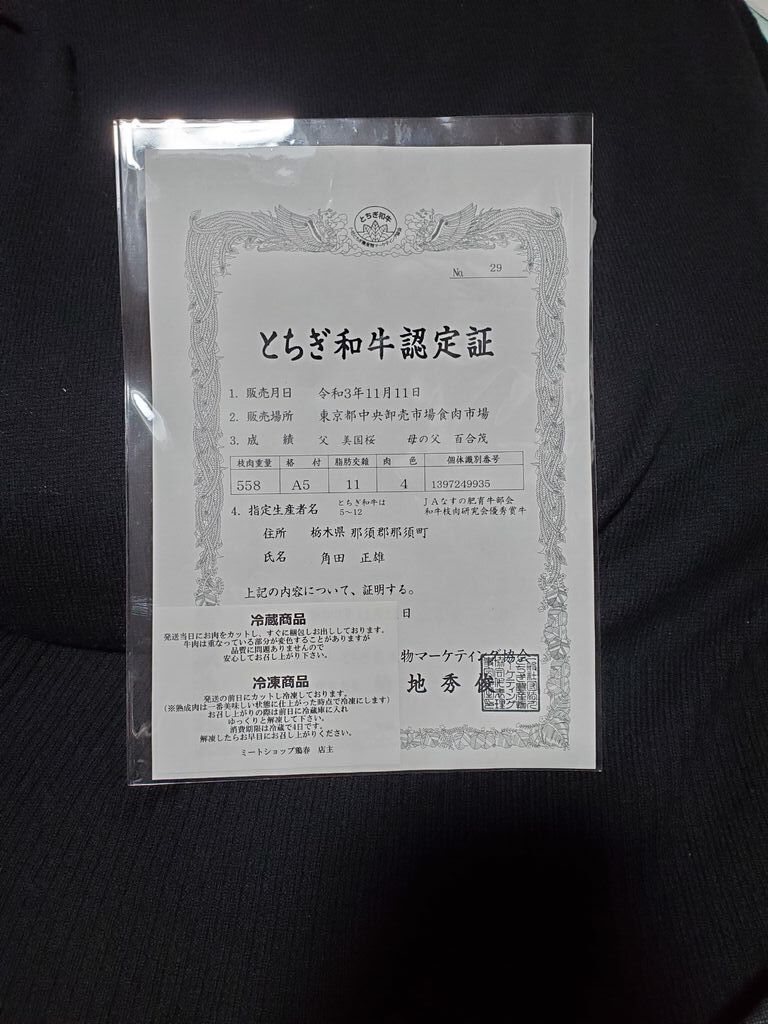 とちぎ和牛
No. 29
とちぎ和牛認定証
1. 販売月日 令和3年11月11日
2. 販売場所 東京都中央卸売市場食肉市場
3. 成績 父 美国桜 母の父 百合茂
枝肉重量 格付 脂肪交雑 肉色 個体識別番号
558 A5 11 4 1397249935
とちぎ和牛は 5~12
JAなすの肥育牛部会
和牛枝肉研究会優秀賞牛
4. 指定生産者名
住所 栃木県 那須郡那須町
氏名 角田 正雄
上記の内容について、証明する。
日
物マーケティング協会
地 秀俊
冷蔵商品
発送当日にお肉をカットし、すぐに梱包しお出ししております。
牛肉は重なっている部分が変色することがありますが
品質に問題ありませんので
安心してお召し上がり下さい。
冷凍商品
発送の前日にカットし冷凍しております。
(※熟成肉は一番美味しい状態に仕上がった時点で冷凍にします)
お召し上がりの際は前日に冷蔵庫に入れ
ゆっくりと解凍して下さい。
消費期限は冷蔵で4日です。
解凍したらお早目にお召し上がりください。
ミートショップ鶏春 店主